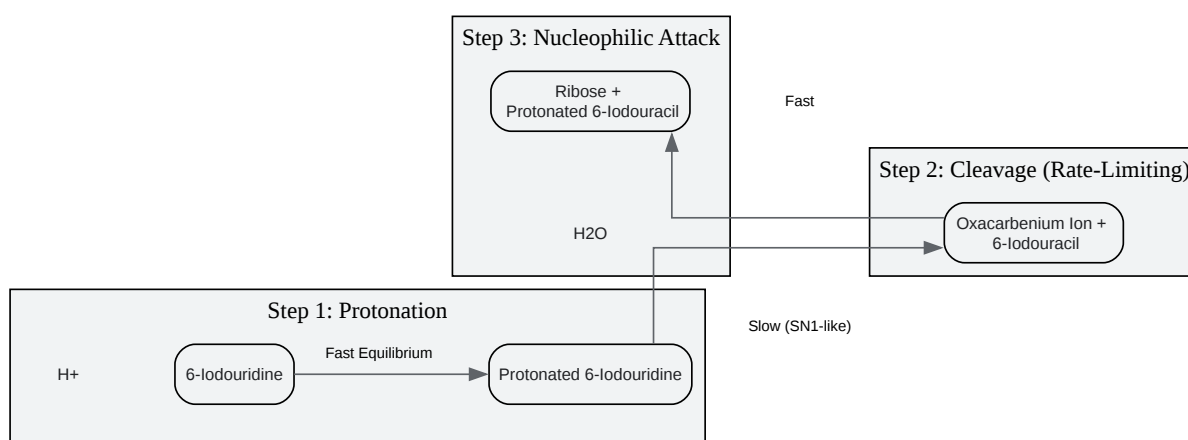 Step 3: Nucleophilic Attack
Ribose +
Protonated 6-Iodouracil
Fast
Step 2: Cleavage (Rate-Limiting)
Oxacarbenium Ion +
6-Iodouracil
H2O
Step 1: Protonation
Slow (SN1-like)
H+
6-Iodouridine
Fast Equilibrium
Protonated 6-Iodouridine